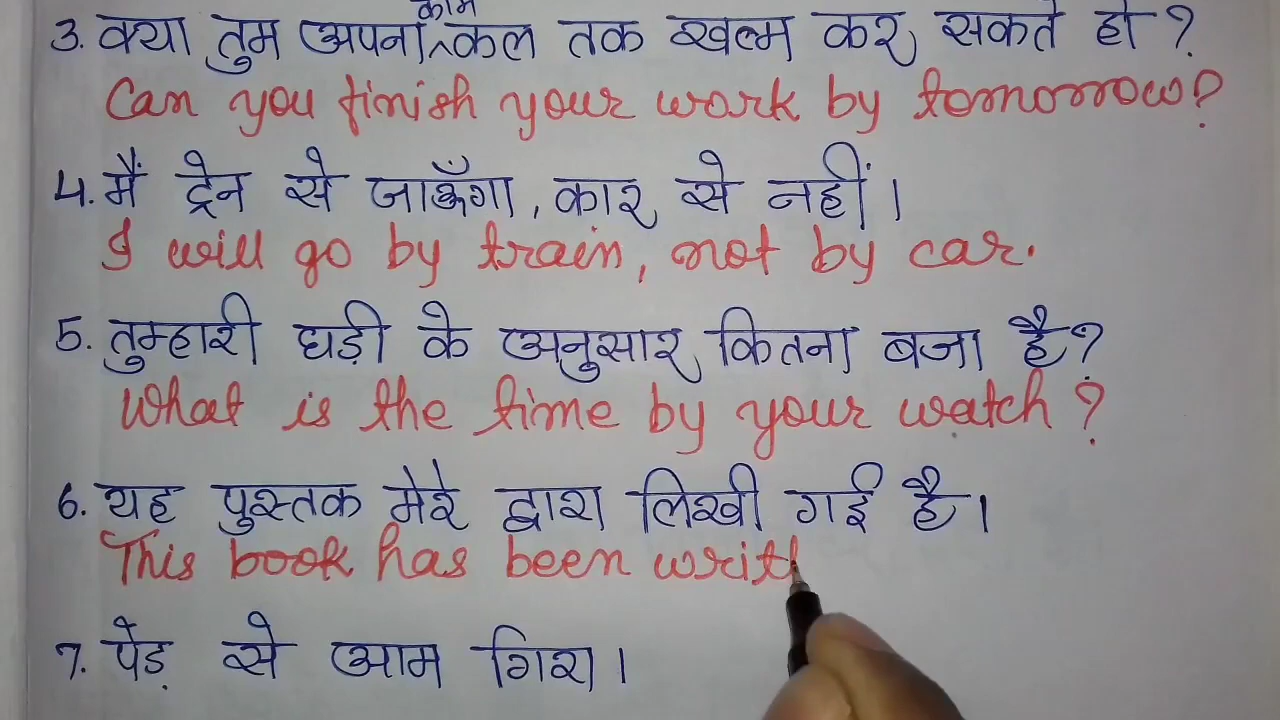 काम
3. क्या तुम अपना ^ कल तक खत्म कर सकते हो ?
Can you finish your work by tomorrow?
4. मैं ट्रेन से जाऊँगा, कार से नहीं।
I will go by train, not by car.
5. तुम्हारी घड़ी के अनुसार कितना बजा है?
What is the time by your watch ?
6. यह पुस्तक मेरे द्वारा लिखी गई है।
This book has been writt
7. पेड़ से आम गिरा।